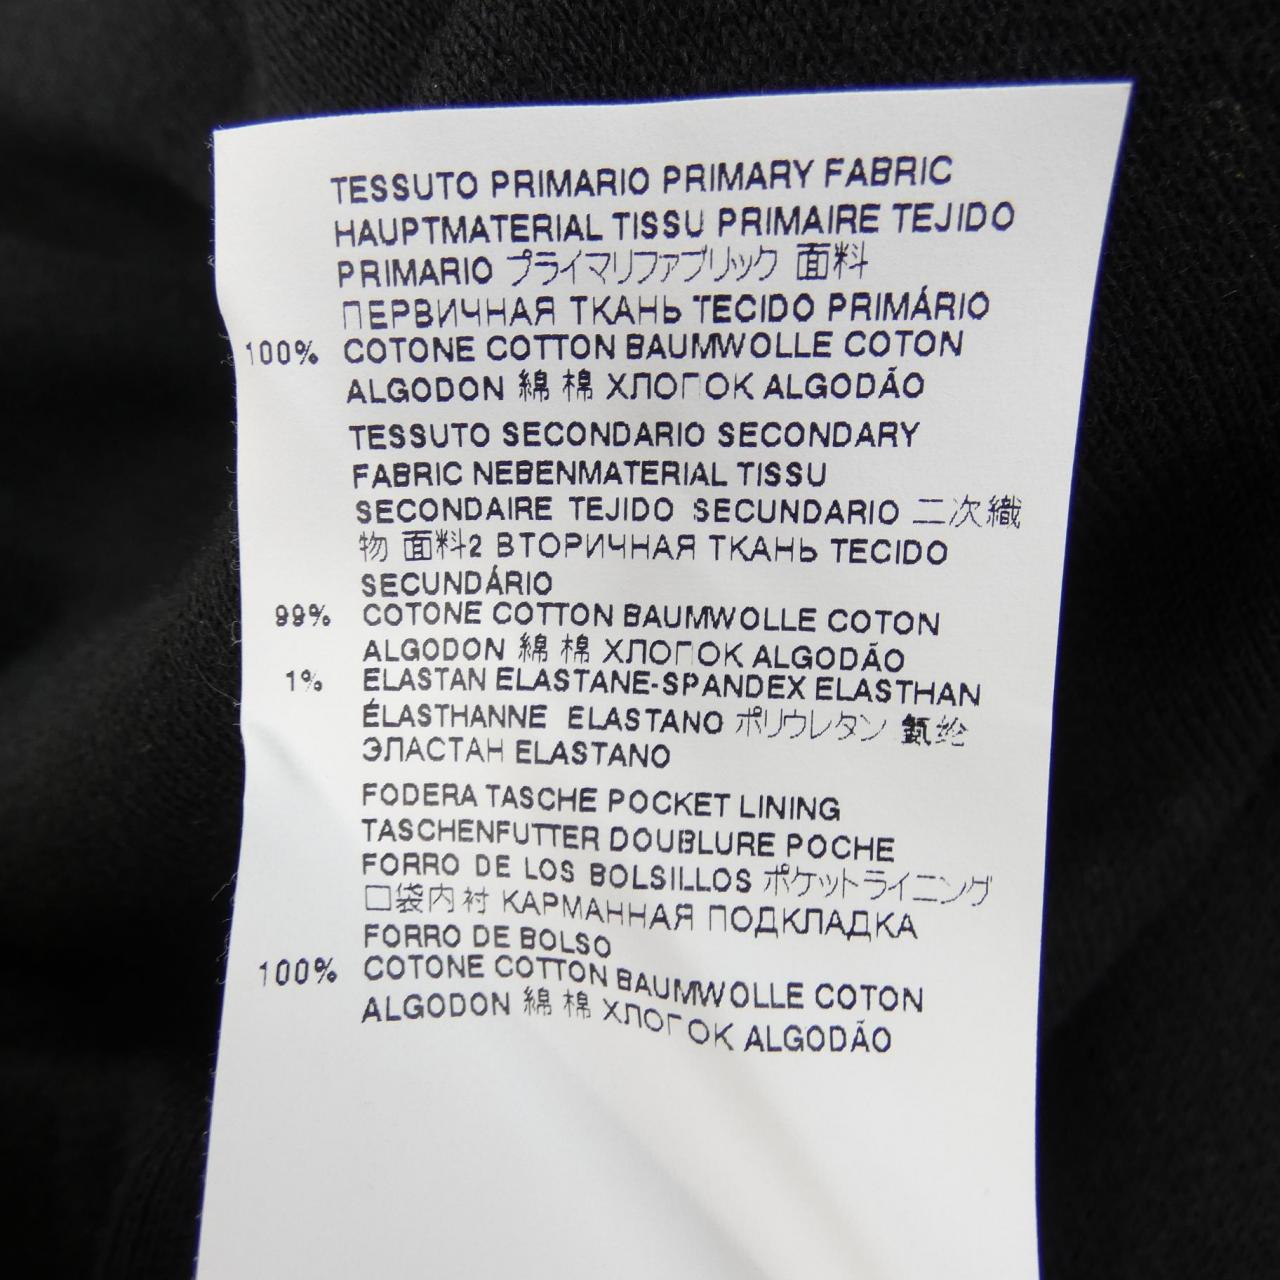 TESSUTO PRIMARIO PRIMARY FABRIC
HAUPTMATERIAL TISSU PRIMAIRE TEJIDO
PRIMARIO プライマリファブリック 面料
ПЕРВИЧНАЯ ТКАНЬ TECIDO PRIMÁRIO
100% COTONE COTTON BAUMWOLLE COTON
ALGODON 綿 棉 ХЛОПОК ALGODÃO
TESSUTO SECONDARIO SECONDARY
FABRIC NEBENMATERIAL TISSU
SECONDAIRE TEJIDO SECUNDARIO 二次織
物 面料2 ВТОРИЧНАЯ ТКАНЬ TECIDO
SECUNDÁRIO
99% COTONE COTTON BAUMWOLLE COTON
ALGODON 綿 棉 ХЛОПОК ALGODÃO
1% ELASTAN ELASTANE-SPANDEX ELASTHAN
ÉLASTHANNE ELASTANO ポリウレタン 氨纶
ЭЛАСТАН ELASTANO
FODERA TASCHE POCKET LINING
TASCHENFUTTER DOUBLURE POCHE
FORRO DE LOS BOLSILLOS ポケットライニング
口袋内衬 КАРМАННАЯ ПОДКЛАДКА
FORRO DE BOLSO
100% COTONE COTTON BAUMWOLLE COTON
ALGODON 綿 棉 ХЛОПОК ALGODÃO